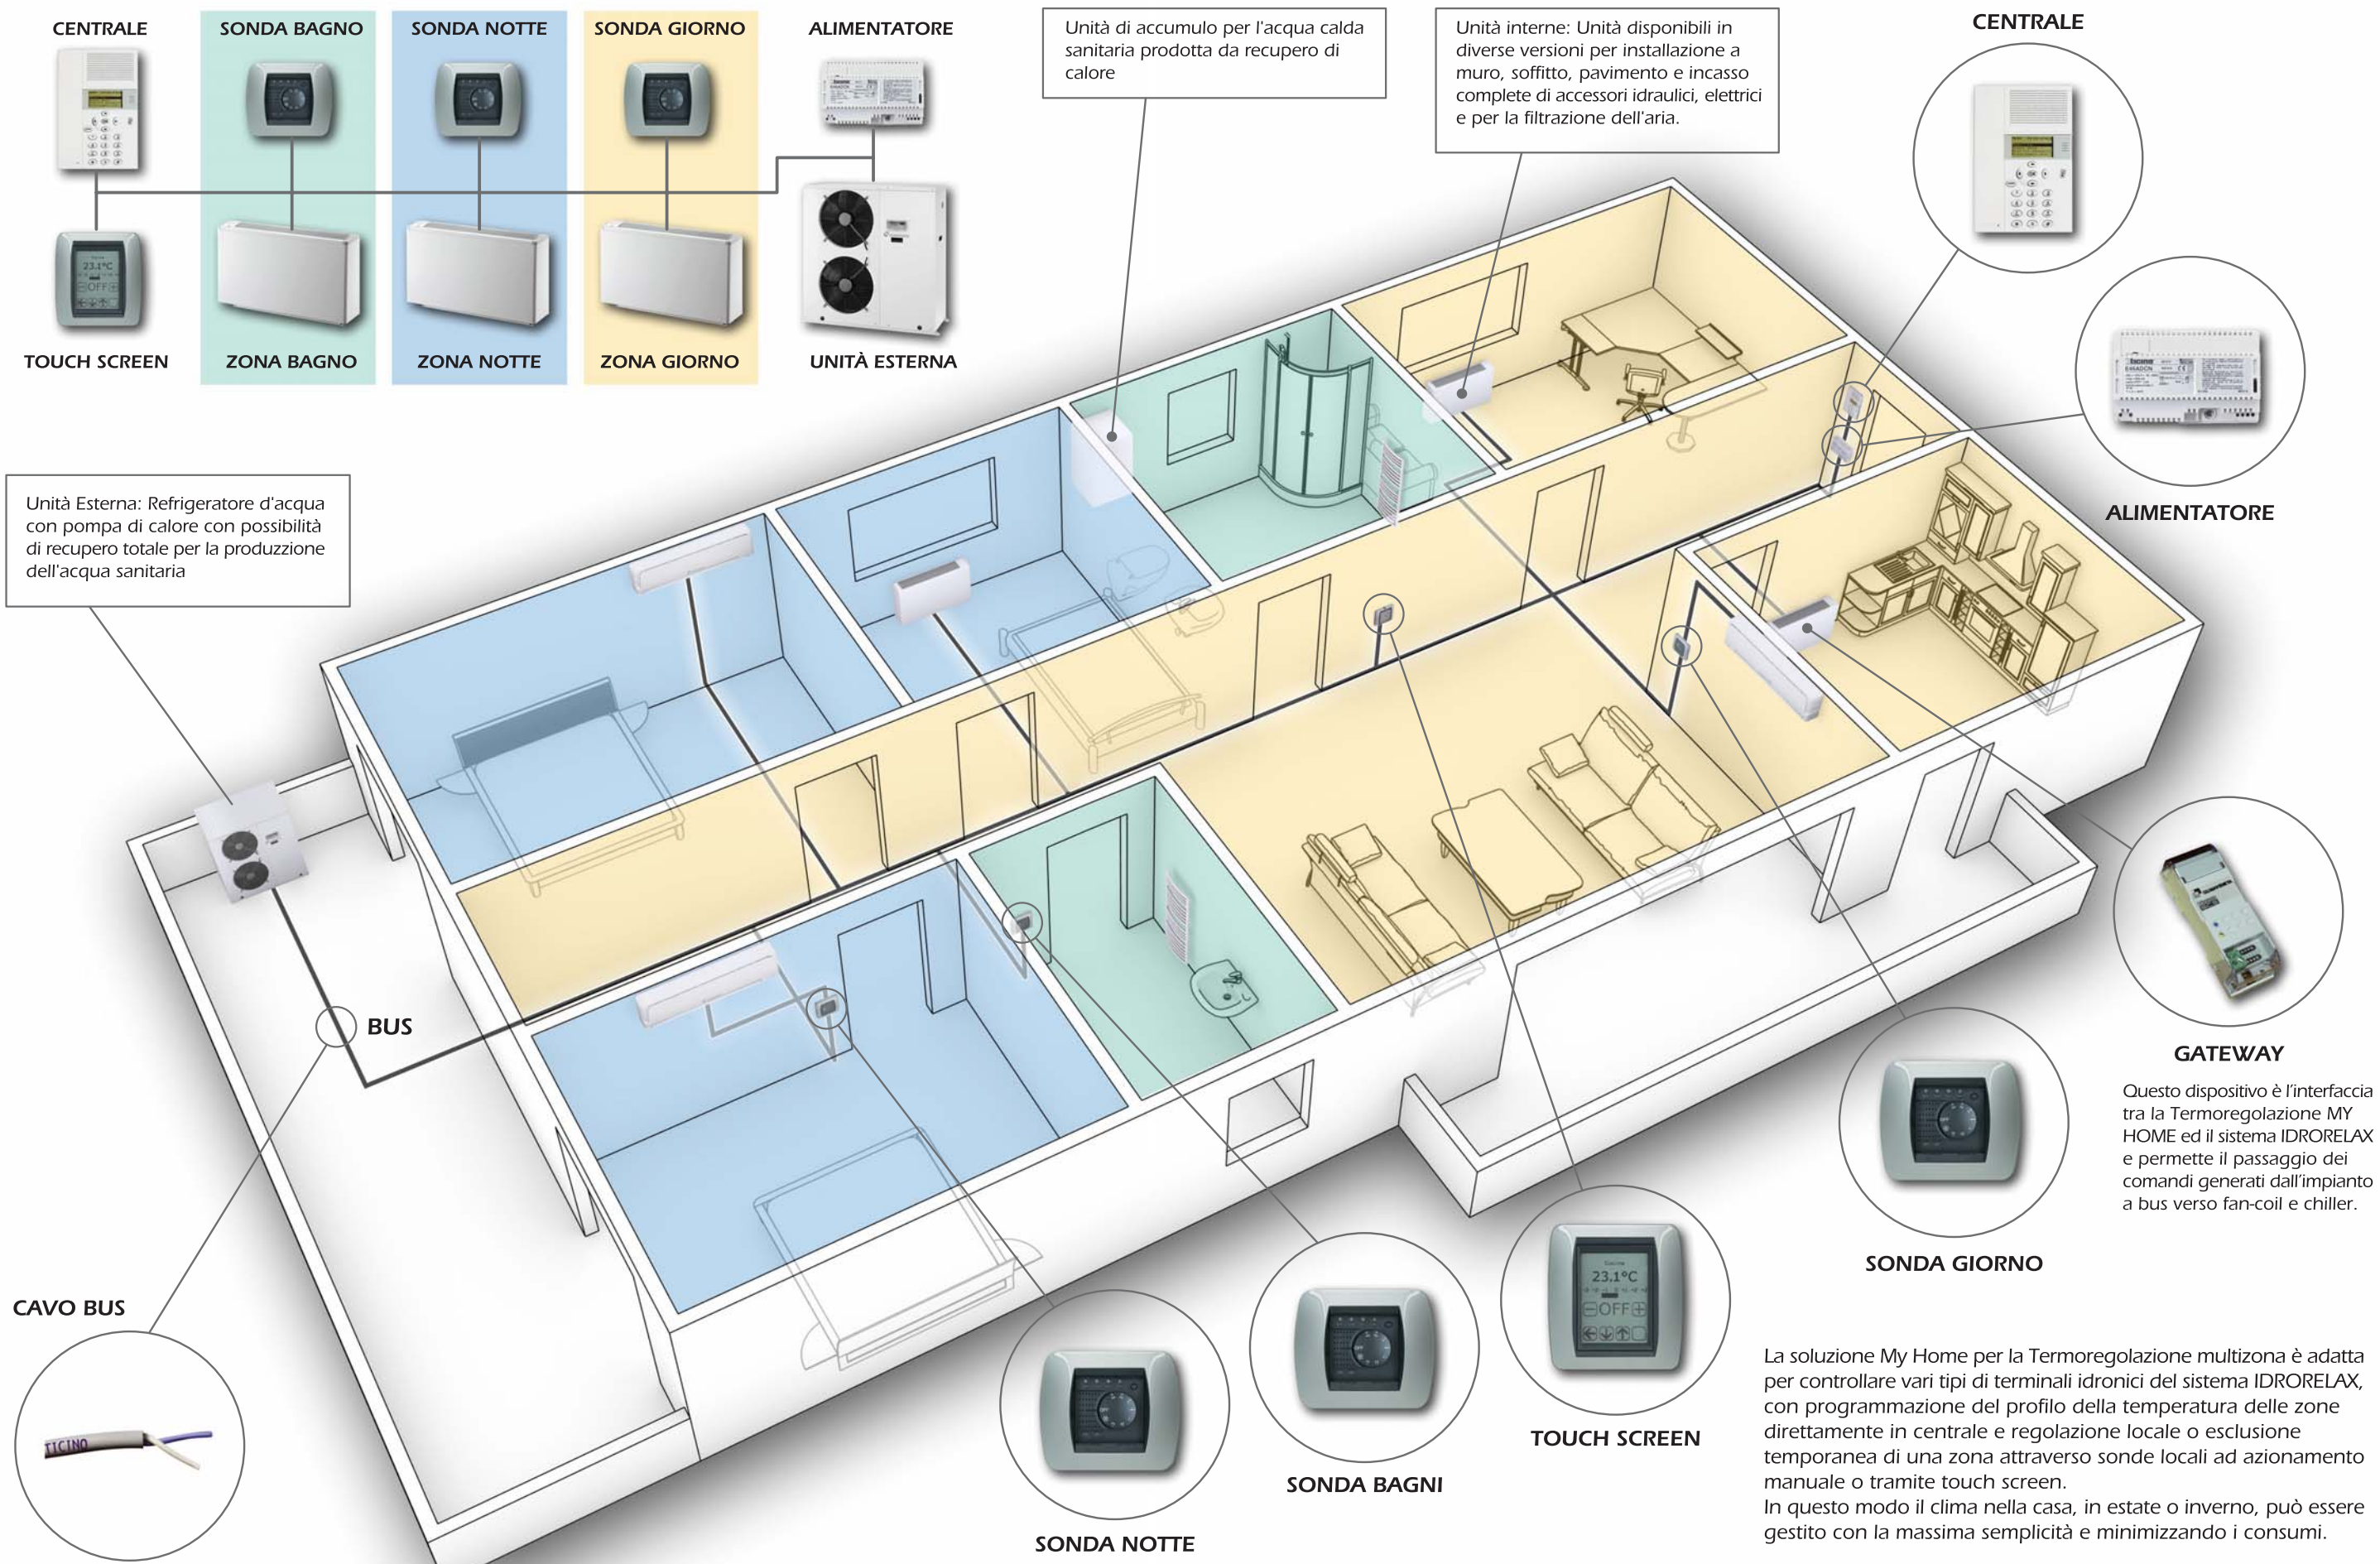 CENTRALE
SONDA BAGNO
SONDA NOTTE
SONDA GIORNO
ALIMENTATORE
23.1°C
OFF
TOUCH SCREEN
ZONA BAGNO
ZONA NOTTE
ZONA GIORNO
UNITÀ ESTERNA
Unità di accumulo per l'acqua calda
sanitaria prodotta da recupero di
calore
Unità interne: Unità disponibili in
diverse versioni per installazione a
muro, soffitto, pavimento e incasso
complete di accessori idraulici, elettrici
e per la filtrazione dell'aria.
CENTRALE
ALIMENTATORE
Unità Esterna: Refrigeratore d'acqua
con pompa di calore con possibilità
di recupero totale per la produzzione
dell'acqua sanitaria
BUS
CAVO BUS
TICINO
GATEWAY
Questo dispositivo è l'interfaccia
tra la Termoregolazione MY
HOME ed il sistema IDRORELAX
e permette il passaggio dei
comandi generati dall'impianto
a bus verso fan-coil e chiller.
SONDA GIORNO
23.1°C
OFF
TOUCH SCREEN
SONDA BAGNI
SONDA NOTTE
La soluzione My Home per la Termoregolazione multizona è adatta
per controllare vari tipi di terminali idronici del sistema IDRORELAX,
con programmazione del profilo della temperatura delle zone
direttamente in centrale e regolazione locale o esclusione
temporanea di una zona attraverso sonde locali ad azionamento
manuale o tramite touch screen.
In questo modo il clima nella casa, in estate o inverno, può essere
gestito con la massima semplicità e minimizzando i consumi.